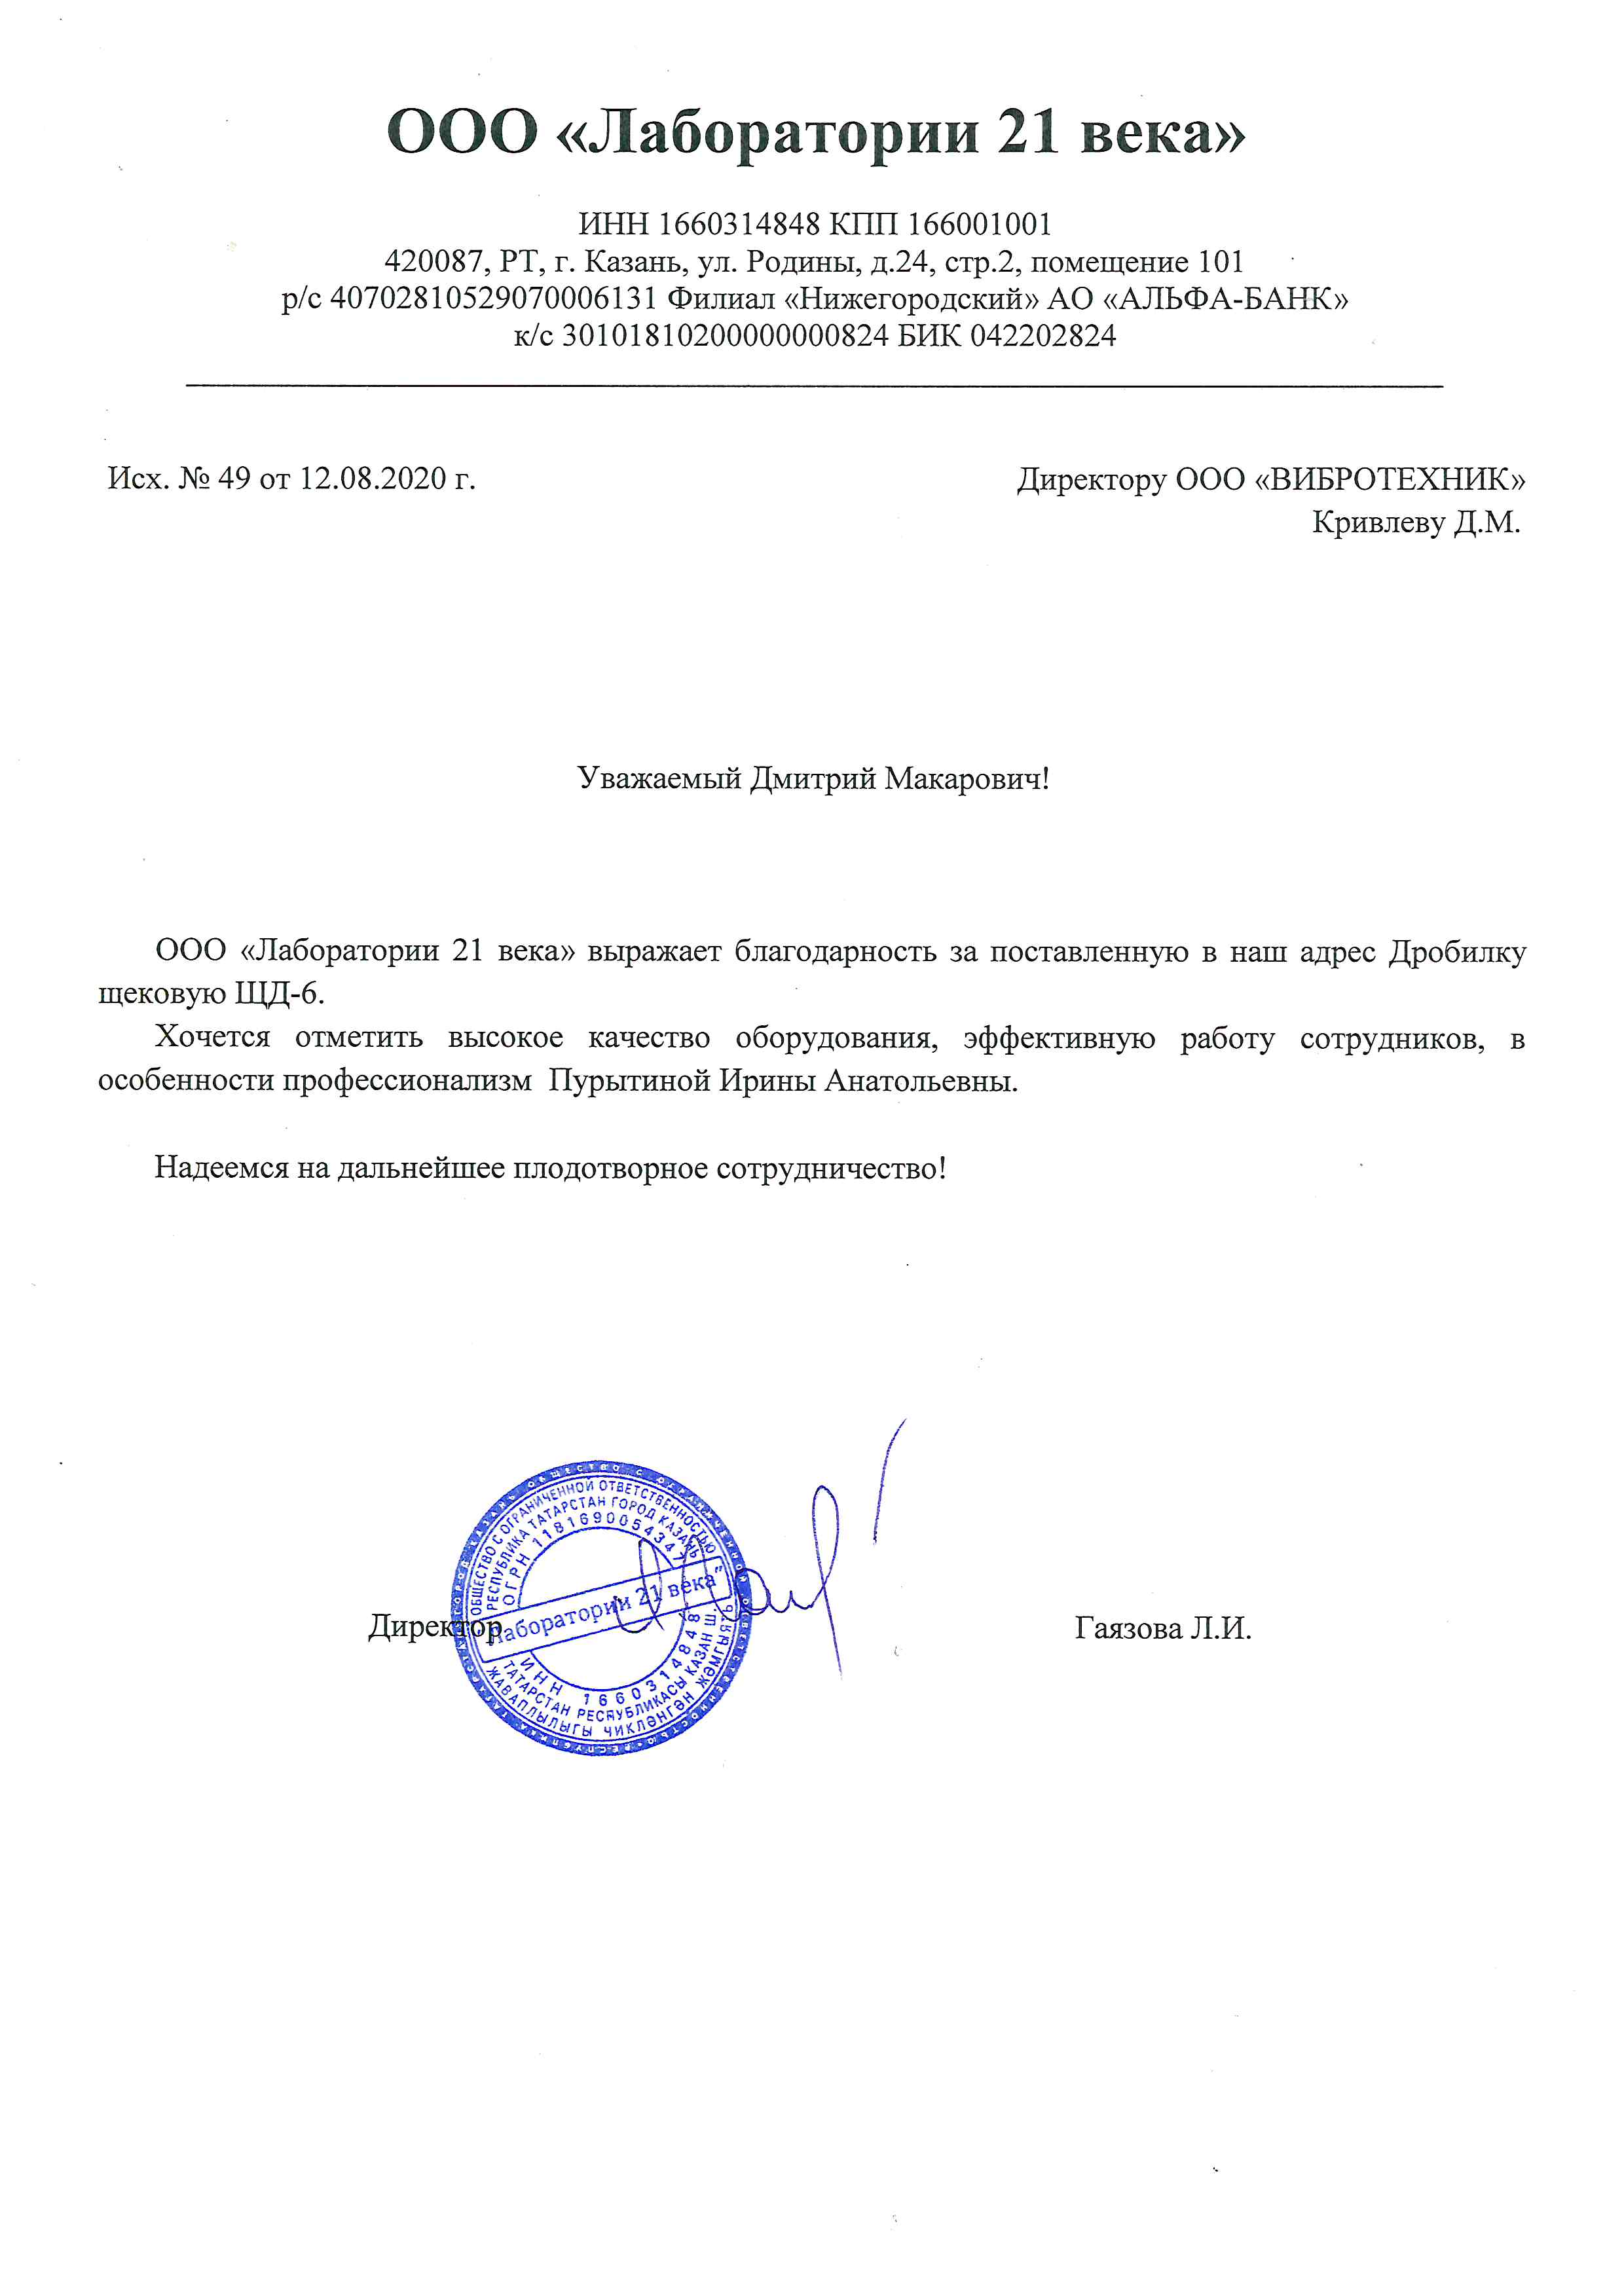 ООО «Лаборатории 21 века»
ИНН 1660314848 КПП 166001001
420087, РТ, г. Казань, ул. Родины, д.24, стр.2, помещение 101
р/с 40702810529070006131 Филиал «Нижегородский» АО «АЛЬФА-БАНК»
к/с 30101810200000000824 БИК 042202824
Исх. № 49 от 12.08.2020 г.
Директору ООО «ВИБРОТЕХНИК»
Кривлеву Д.М.
Уважаемый Дмитрий Макарович!
ООО «Лаборатории 21 века» выражает благодарность за поставленную в наш адрес Дробилку
щековую ЩД-6.
Хочется отметить высокое качество оборудования, эффективную работу сотрудников, в
особенности профессионализм Пурытиной Ирины Анатольевны.
Надеемся на дальнейшее плодотворное сотрудничество!
Директор
Гаязова Л.И.
ОБЩЕСТВО С ОГРАНИЧЕННОЙ ОТВЕТСТВЕННОСТЬЮ
РЕСПУБЛИКА ТАТАРСТАН ГОРОД КАЗАНЬ
ОГРН 1181690054347
"Лаборатории 21 века"
ИНН 1660314848
ТАТАРСТАН РЕСПУБЛИКАСЫ КАЗАН Ш.
ҖАВАПЛЫЛЫГЫ ЧИКЛӘНГӘН ҖӘМГЫЯТЬ